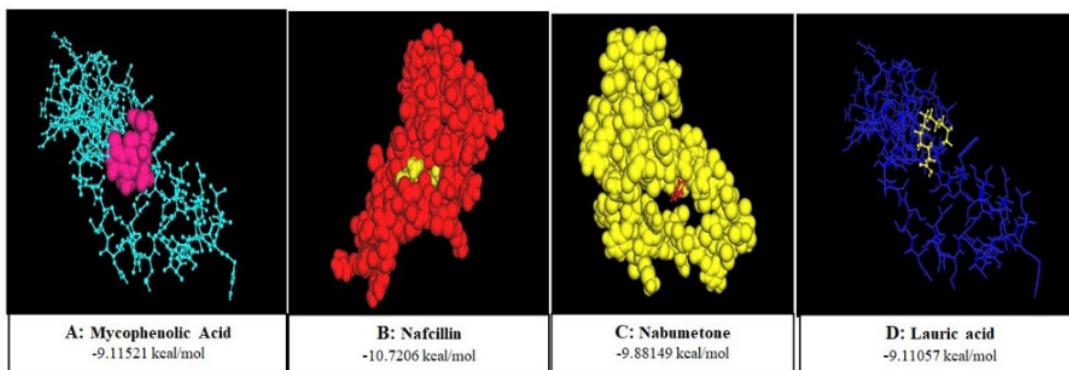 A: Mycophenolic Acid
-9.11521 kcal/mol
B: Nafcillin
-10.7206 kcal/mol
C: Nabumetone
-9.88149 kcal/mol
D: Lauric acid
-9.11057 kcal/mol